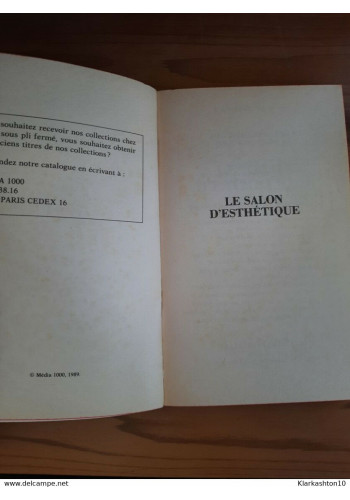 souhaitez recevoir nos collections chez
sous pli fermé, vous souhaitez obtenir
ciens titres de nos collections ?
ndez notre catalogue en écrivant à :
A 1000
38.16
PARIS CEDEX 16
© Média 1000, 1989
LE SALON
D'ESTHÉTIQUE
www.delcampe.net
Klarkashton10